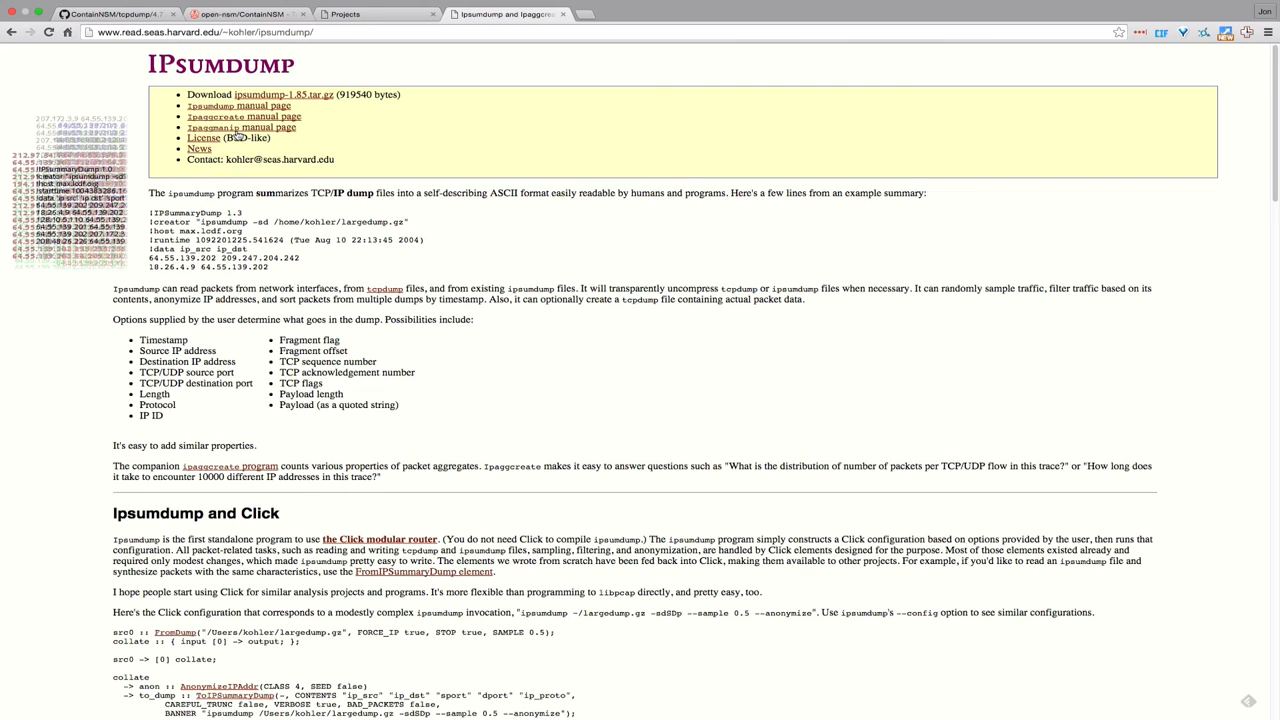 ContainNSM/tcpdump/4.7
open-nsm/ContainNSM - T
Projects
Ipsumdump and Ipaggcrea
Jon
www.read.seas.harvard.edu/~kohler/ipsumdump/
CIF
NEW
IPSUMDUMP
Download ipsumdump-1.85.tar.gz (919540 bytes)
Ipsumdump manual page
Ipaggcreate manual page
Ipaggmanip manual page
License (BSD-like)
News
Contact: kohler@seas.harvard.edu
The ipsumdump program summarizes TCP/IP dump files into a self-describing ASCII format easily readable by humans and programs. Here's a few lines from an example summary:
!IPSummaryDump 1.3
!creator "ipsumdump -sd /home/kohler/largedump.gz"
!host max.lcdf.org
!runtime 1092201225.541624 (Tue Aug 10 22:13:45 2004)
!data ip_src ip_dst
64.55.139.202 209.247.204.242
18.26.4.9 64.55.139.202
Ipsumdump can read packets from network interfaces, from tcpdump files, and from existing ipsumdump files. It will transparently uncompress tcpdump or ipsumdump files when necessary. It can randomly sample traffic, filter traffic based on its
contents, anonymize IP addresses, and sort packets from multiple dumps by timestamp. Also, it can optionally create a tcpdump file containing actual packet data.
Options supplied by the user determine what goes in the dump. Possibilities include:
Timestamp
Source IP address
Destination IP address
TCP/UDP source port
TCP/UDP destination port
Length
Protocol
IP ID
Fragment flag
Fragment offset
TCP sequence number
TCP acknowledgement number
TCP flags
Payload length
Payload (as a quoted string)
It's easy to add similar properties.
The companion ipaggcreate program counts various properties of packet aggregates. Ipaggcreate makes it easy to answer questions such as "What is the distribution of number of packets per TCP/UDP flow in this trace?" or "How long does
it take to encounter 10000 different IP addresses in this trace?"
Ipsumdump and Click
Ipsumdump is the first standalone program to use the Click modular router. (You do not need Click to compile ipsumdump.) The ipsumdump program simply constructs a Click configuration based on options provided by the user, then runs that
configuration. All packet-related tasks, such as reading and writing tcpdump and ipsumdump files, sampling, filtering, and anonymization, are handled by Click elements designed for the purpose. Most of those elements existed already and
required only modest changes, which made ipsumdump pretty easy to write. The elements we wrote from scratch have been fed back into Click, making them available to other projects. For example, if you'd like to read an ipsumdump file and
synthesize packets with the same characteristics, use the FromIPSummaryDump element.
I hope people start using Click for similar analysis projects and programs. It's more flexible than programming to libpcap directly, and pretty easy, too.
Here's the Click configuration that corresponds to a modestly complex ipsumdump invocation, "ipsumdump ~/largedump.gz -sdSDp --sample 0.5 --anonymize". Use ipsumdump's --config option to see similar configurations.
src0 :: FromDump("/Users/kohler/largedump.gz", FORCE_IP true, STOP true, SAMPLE 0.5);
collate :: { input [0] -> output; };
src0 -> [0] collate;
collate
-> anon :: AnonymizeIPAddr(CLASS 4, SEED false)
-> to_dump :: ToIPSummaryDump(-, CONTENTS "ip_src" "ip_dst" "sport" "dport" "ip_proto",
CAREFUL_TRUNC false, VERBOSE true, BAD_PACKETS false,
BANNER "ipsumdump /Users/kohler/largedump.gz -sdSDp --sample 0.5 --anonymize");